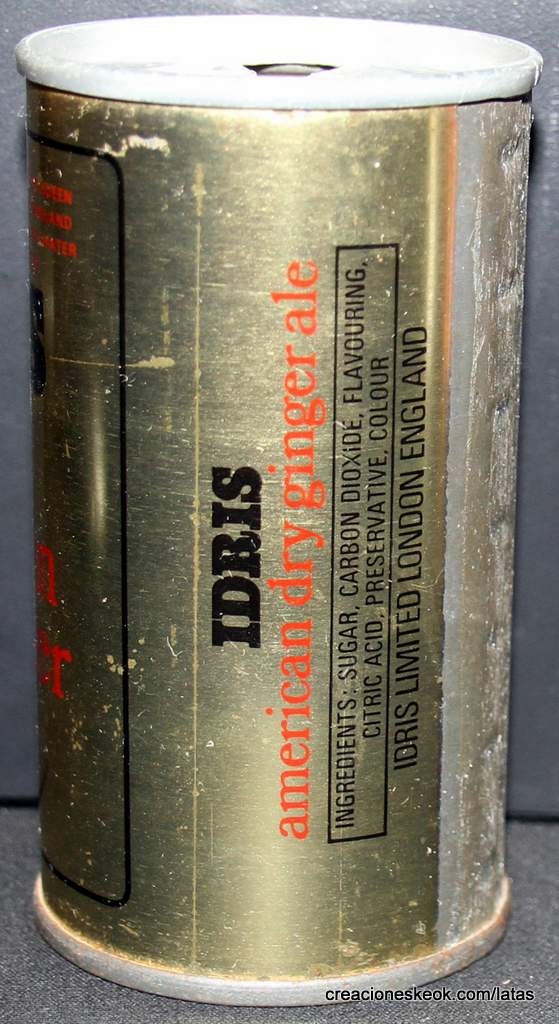 IDRIS
american dry ginger ale
INGREDIENTS: SUGAR, CARBON DIOXIDE, FLAVOURING,
CITRIC ACID, PRESERVATIVE, COLOUR
IDRIS LIMITED LONDON ENGLAND
creacioneskeok.com/latas